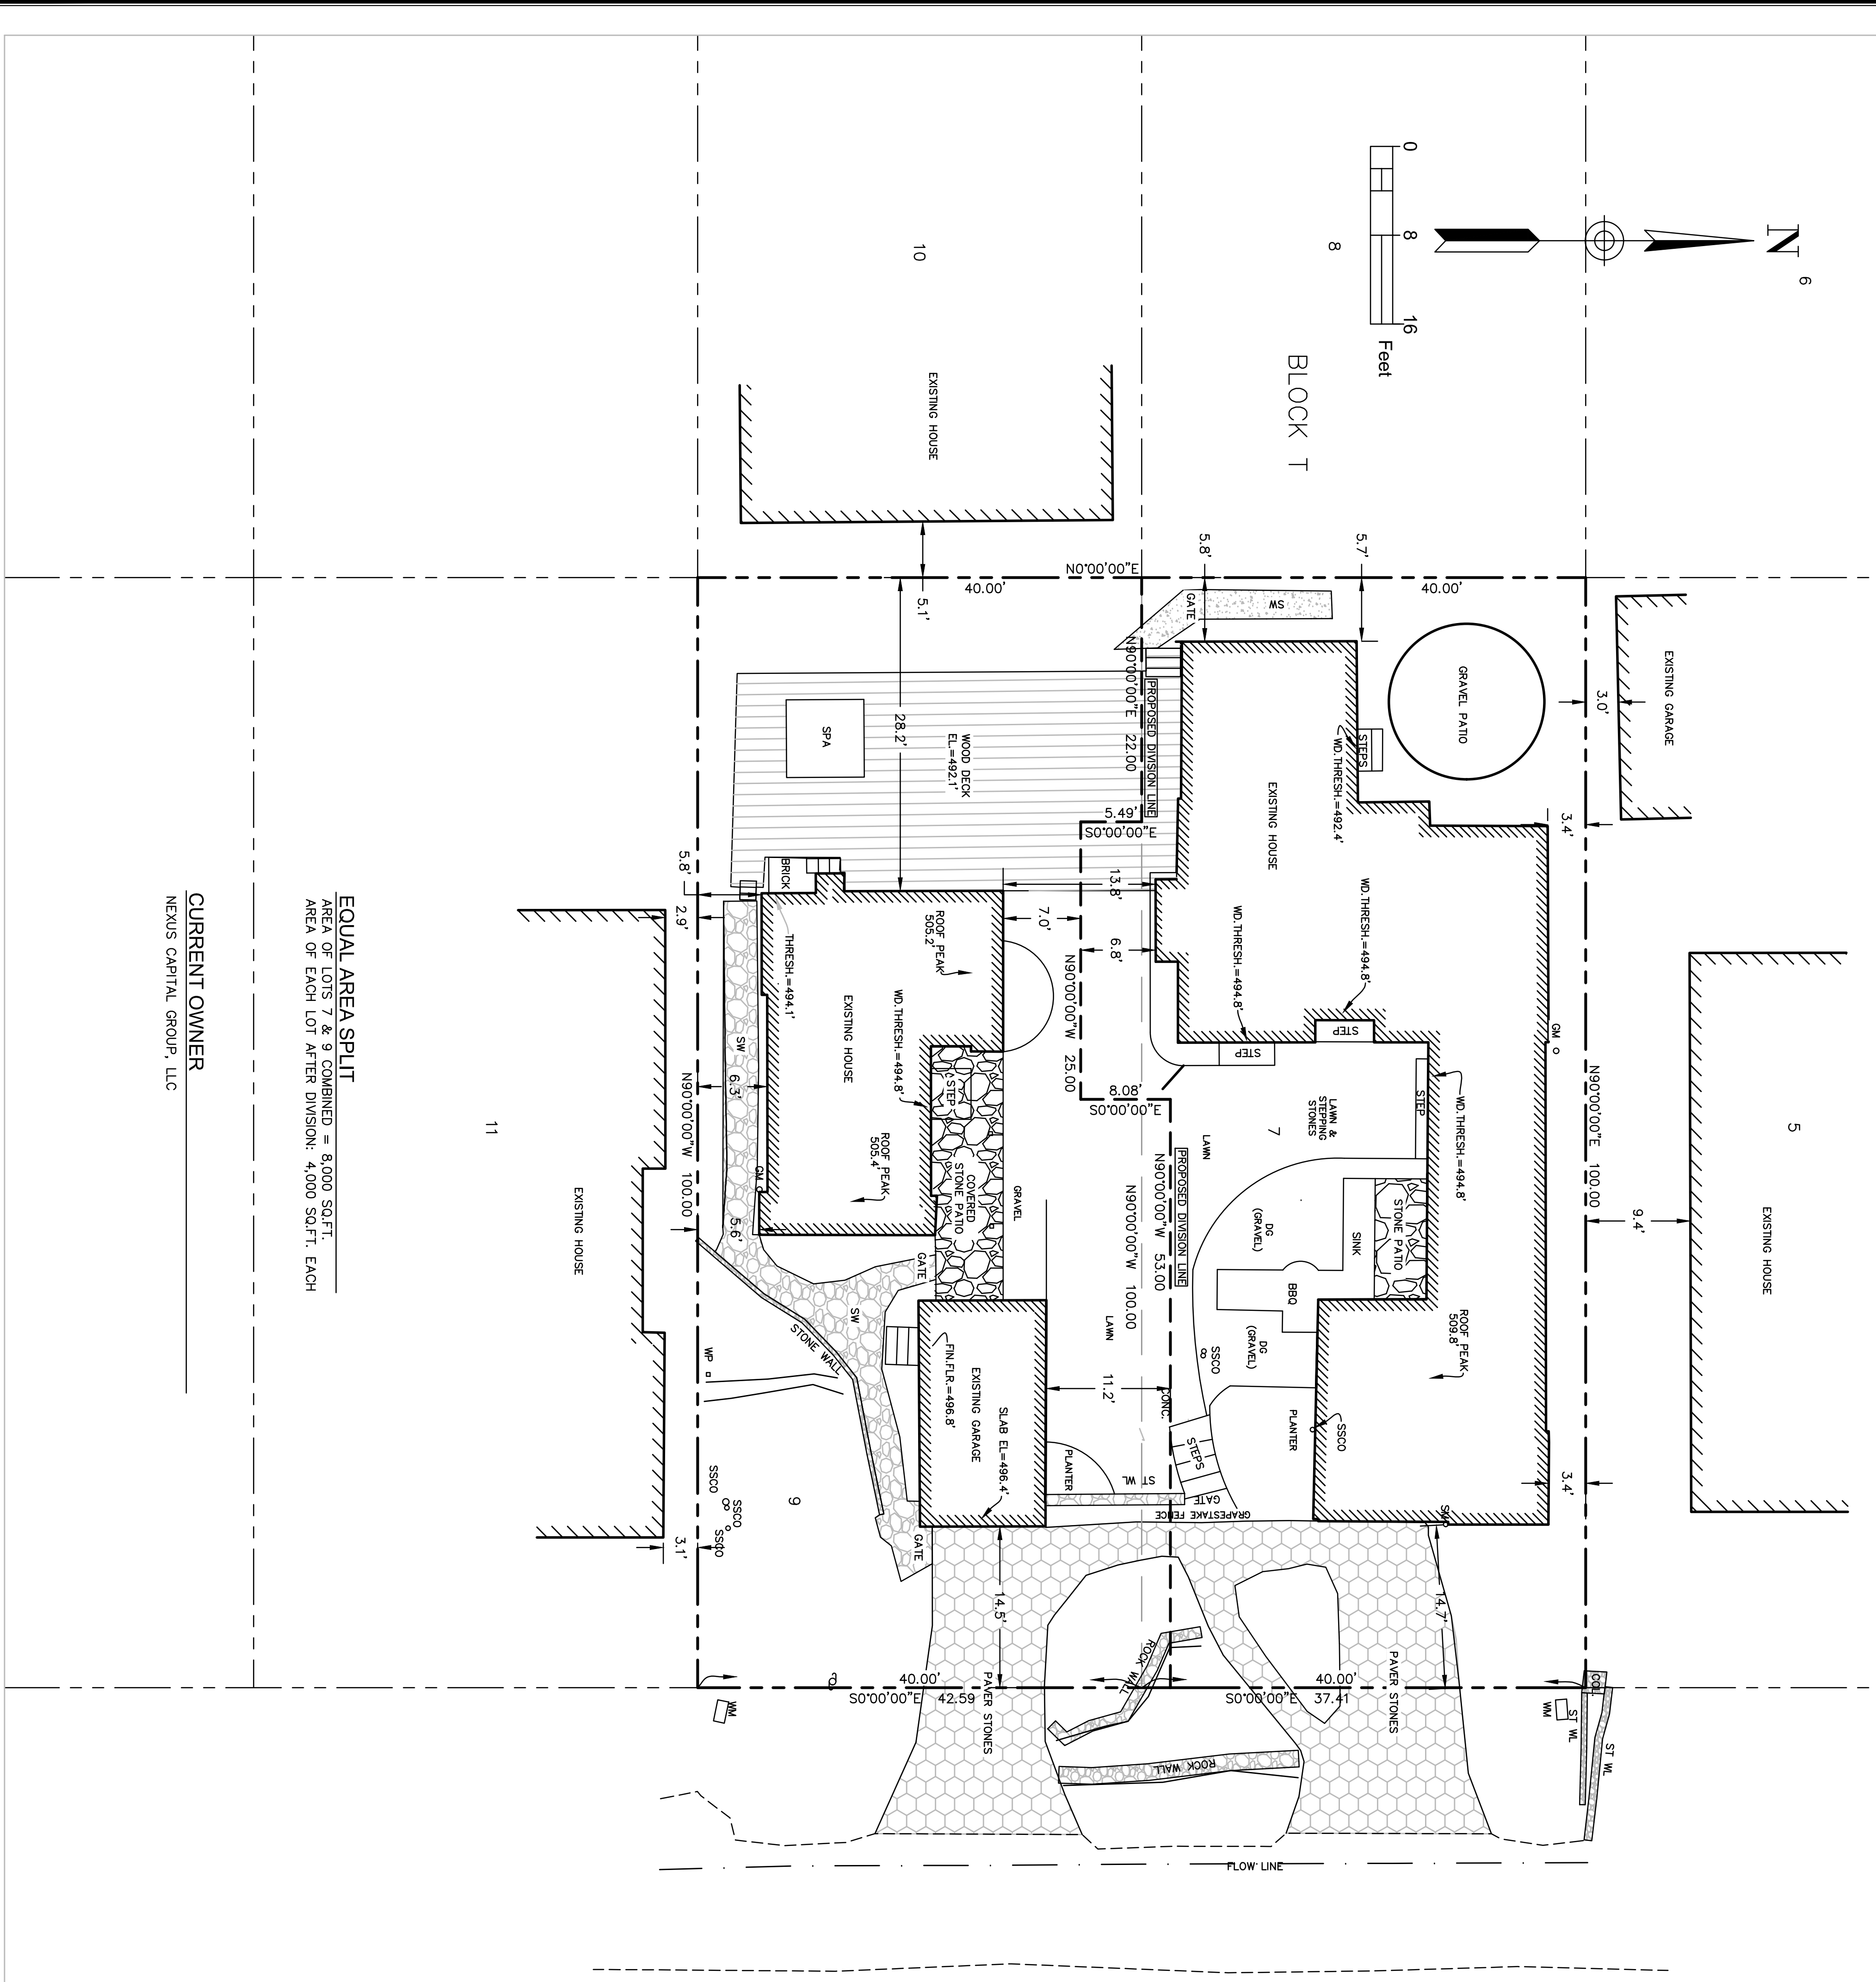 N
6
0
8
16
Feet
8
BLOCK T
10
EXISTING HOUSE
5.1'
N0°00'00"E
40.00'
5.8'
5.7'
40.00'
GATE
SW
GRAVEL PATIO
EXISTING GARAGE
3.0'
N90°00'00"E 22.00
PROPOSED DIVISION LINE
STEPS
WD.THRESH.=492.4'
SPA
28.2'
WOOD DECK
EL.=492.1'
EXISTING HOUSE
5.49'
S0°00'00"E
3.4'
5.8'
2.9'
BRICK
THRESH.=494.1'
13.8'
7.0'
6.8'
ROOF PEAK
505.2'
WD.THRESH.=494.8'
WD.THRESH.=494.8'
N90°00'00"W 25.00
EXISTING HOUSE
WD.THRESH.=494.8'
SW
6.3'
N90°00'00"W 100.00
STEP
STEP
STEP
STEP
GM
N90°00'00"E 100.00
8.08'
S0°00'00"E
LAWN &
STEPPING
STONES
WD.THRESH.=494.8'
7
LAWN
5
11
EXISTING HOUSE
GM
5.6'
ROOF PEAK
505.4'
COVERED
STONE PATIO
GRAVEL
PROPOSED DIVISION LINE
N90°00'00"W 53.00
N90°00'00"W 100.00
DG
(GRAVEL)
SINK
STONE PATIO
9.4'
EXISTING HOUSE
GATE
BBQ
SW
STONE WALL
WP
LAWN
DG
(GRAVEL)
SSCO
ROOF PEAK
509.8'
FIN.FLR.=496.8'
EXISTING GARAGE
SLAB EL=496.4'
11.2'
CONC.
PLANTER
SSCO
STEPS
PLANTER
ST WL
GATE
GRAPESTAKE FENCE
3.4'
SM
9
SSCO
SSCO
SSCO
3.1'
GATE
14.5'
14.7'
ROCK WALL
PAVER STONES
PAVER STONES
40.00'
S0°00'00"E 42.59
40.00'
S0°00'00"E 37.41
WM
WM
COL.
ST WL
ST WL
ROCK WALL
FLOW LINE
EQUAL AREA SPLIT
AREA OF LOTS 7 & 9 COMBINED = 8,000 SQ.FT.
AREA OF EACH LOT AFTER DIVISION: 4,000 SQ.FT. EACH
CURRENT OWNER
NEXUS CAPITAL GROUP, LLC